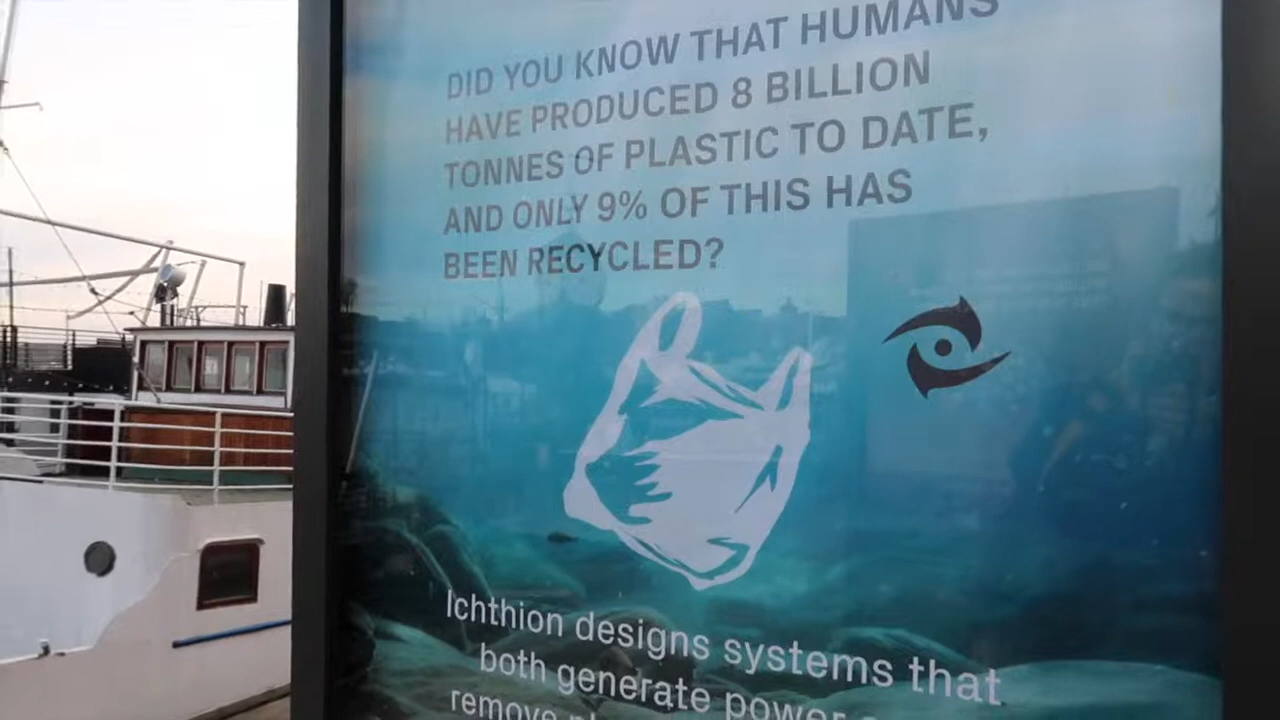 DID YOU KNOW THAT HUMANS
HAVE PRODUCED 8 BILLION
TONNES OF PLASTIC TO DATE,
AND ONLY 9% OF THIS HAS
BEEN RECYCLED?
Ichthion designs systems that
both generate power
remove